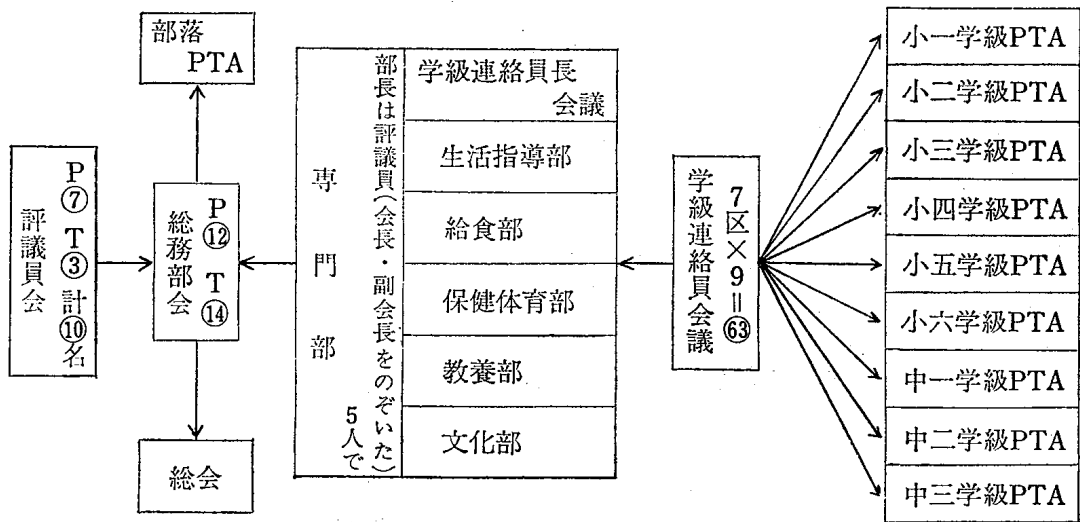 部落
PTA
評議員会
P⑦ T③ 計⑩名
総務部会
P⑫ T⑭
総会
専門部
部長は評議員(会長・副会長をのぞいた)
5人で
学級連絡員長
会議
生活指導部
給食部
保健体育部
教養部
文化部
学級連絡員会議
7区×9=63
小一学級PTA
小二学級PTA
小三学級PTA
小四学級PTA
小五学級PTA
小六学級PTA
中一学級PTA
中二学級PTA
中三学級PTA